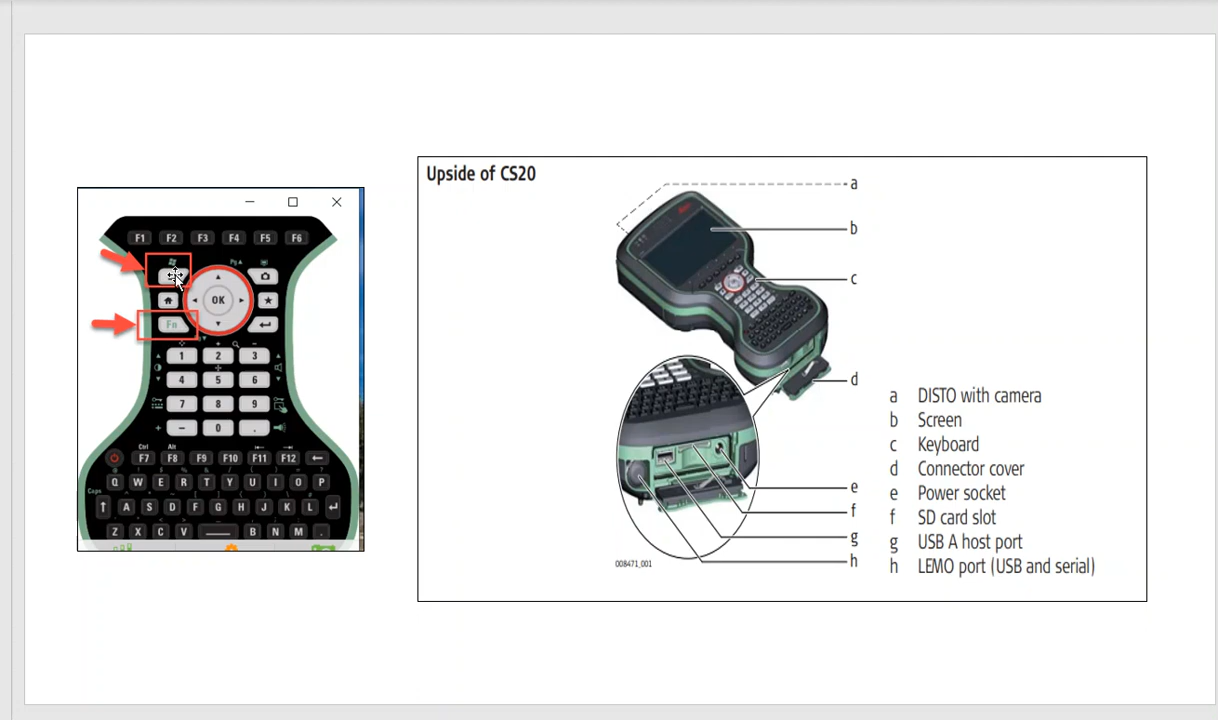 Upside of CS20
a
b
c
d
e
f
g
h
008471_001
a DISTO with camera
b Screen
c Keyboard
d Connector cover
e Power socket
f SD card slot
g USB A host port
h LEMO port (USB and serial)
F1 F2 F3 F4 F5 F6
Pg
OK
Fn
1 2 3
4 5 6
7 8 9
- 0 .
Ctrl Alt
F7 F8 F9 F10 F11 F12
Q W E R T Y U I O P
Caps
A S D F G H J K L
Z X C V B N M .